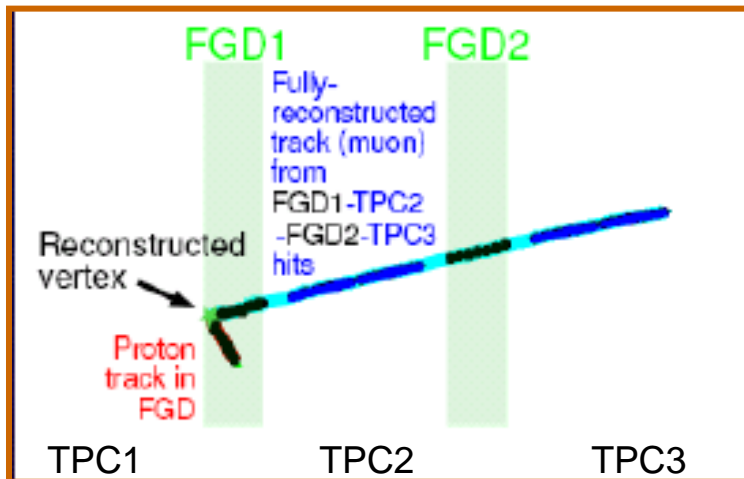 FGD1
FGD2
Fully-
reconstructed
track (muon)
from
FGD1-TPC2
-FGD2-TPC3
hits
Reconstructed
vertex
Proton
track in
FGD
TPC1
TPC2
TPC3